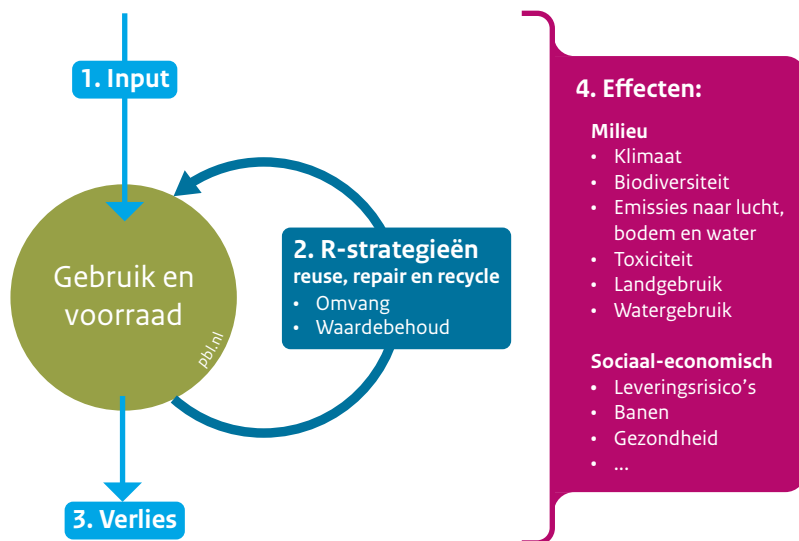 1. Input
Gebruik en
voorraad
pbl.nl
2. R-strategieën
reuse, repair en recycle
• Omvang
• Waardebehoud
3. Verlies
4. Effecten:
Milieu
• Klimaat
• Biodiversiteit
• Emissies naar lucht,
bodem en water
• Toxiciteit
• Landgebruik
• Watergebruik
Sociaal-economisch
• Leveringsrisico’s
• Banen
• Gezondheid
• ...